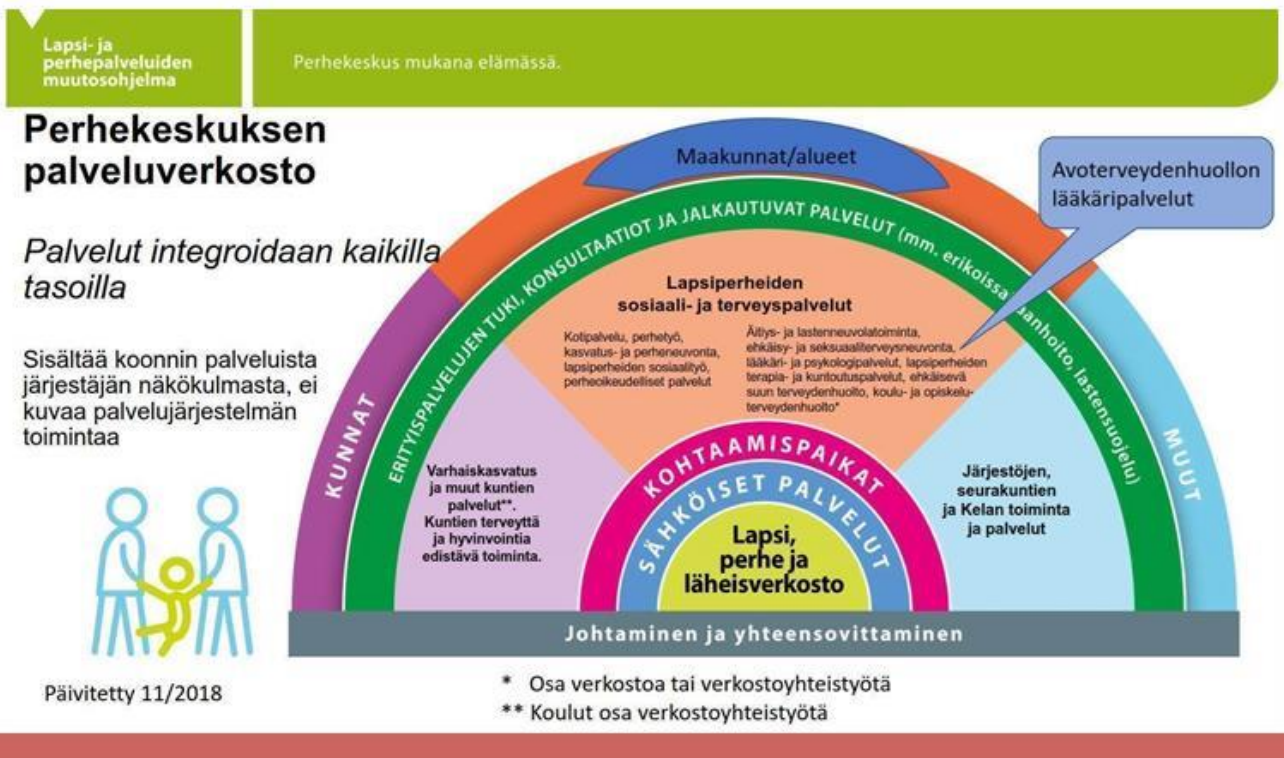 Lapsi- ja
perhepalveluiden
muutosohjelma
Perhekeskus mukana elämässä.
Perhekeskuksen
palveluverkosto
Palvelut integroidaan kaikilla
tasoilla
Sisältää koonnin palveluista
järjestäjän näkökulmasta, ei
kuvaa palvelujärjestelmän
toimintaa
Päivitetty 11/2018
Maakunnat/alueet
Avoterveydenhuollon
lääkäripalvelut
KUNNAT
MUUT
ERITYISPALVELUJEN TUKI, KONSULTAATIOT JA JALKAUTUVAT PALVELUT (mm. erikoissa aanhoito, lastensuojelu)
Lapsiperheiden
sosiaali- ja terveyspalvelut
Kotipalvelu, perhetyö,
kasvatus- ja perheneuvonta,
lapsiperheiden sosiaalityö,
perheoikeudelliset palvelut
Äitiys- ja lastenneuvolatoiminta,
ehkäisy- ja seksuaaliterveysneuvonta,
lääkäri- ja psykologipalvelut, lapsiperheiden
terapia- ja kuntoutuspalvelut, ehkäisevä
suun terveydenhuolto, koulu- ja opiskelu-
terveydenhuolto*
Varhaiskasvatus
ja muut kuntien
palvelut**.
Kuntien terveyttä
ja hyvinvointia
edistävä toiminta.
Järjestöjen,
seurakuntien
ja Kelan toiminta
ja palvelut
KOHTAAMISPAIKAT
SÄHKÖISET PALVELUT
Lapsi,
perhe ja
läheisverkosto
Johtaminen ja yhteensovittaminen
* Osa verkostoa tai verkostoyhteistyötä
** Koulut osa verkostoyhteistyötä